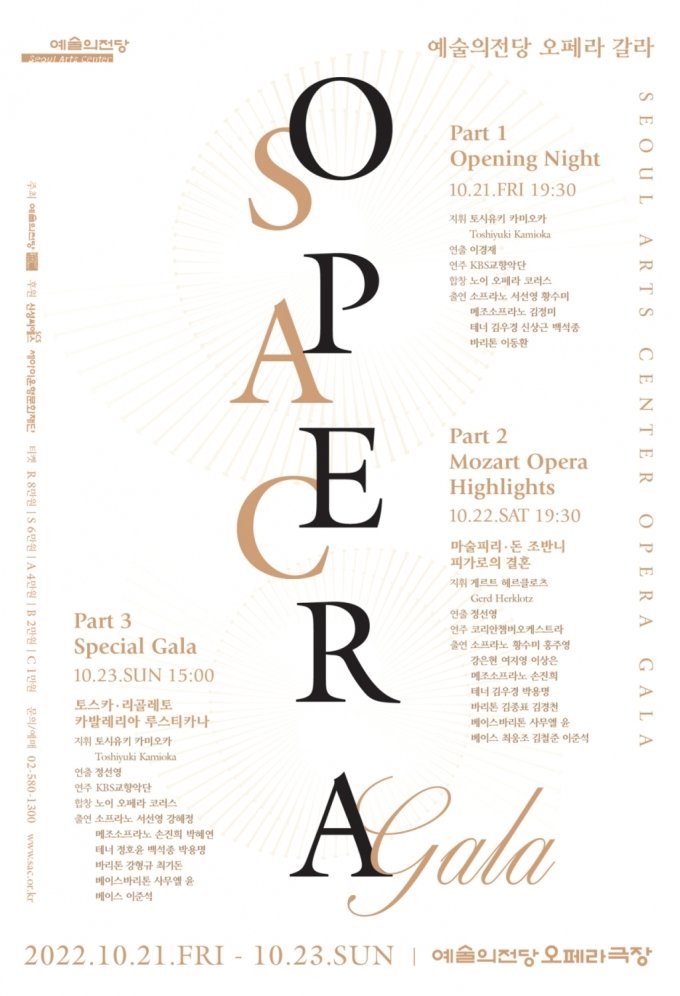 예술의전당
Seoul Arts Center
예술의전당 오페라 갈라
SEOUL ARTS CENTER OPERA GALA
SAC
OPERA
Gala
Part 1
Opening Night
10.21.FRI 19:30
지휘 토시유키 카미오카
Toshiyuki Kamioka
연출 이경재
연주 KBS교향악단
합창 노이 오페라 코러스
출연 소프라노 서선영 황수미
메조소프라노 김정미
테너 김우경 신상근 백석종
바리톤 이동환
Part 2
Mozart Opera
Highlights
10.22.SAT 19:30
마술피리·돈 조반니
피가로의 결혼
지휘 게르트 헤르클로츠
Gerd Herklotz
연출 정선영
연주 코리안챔버오케스트라
출연 소프라노 황수미 홍주영
강은현 여지영 이상은
메조소프라노 손진희
테너 김우경 박용명
바리톤 김종표 김경천
베이스바리톤 사무엘 윤
베이스 최웅조 김철준 이준석
Part 3
Special Gala
10.23.SUN 15:00
토스카·리골레토
카발레리아 루스티카나
지휘 토시유키 카미오카
Toshiyuki Kamioka
연출 정선영
연주 KBS교향악단
합창 노이 오페라 코러스
출연 소프라노 서선영 강혜정
메조소프라노 손진희 박혜연
테너 정호윤 백석종 박용명
바리톤 강형규 최기돈
베이스바리톤 사무엘 윤
베이스 이준석
주최 예술의전당 후원 신성씨앤에스 세아이운형문화재단 티켓 R 8만원 | S 6만원 | A 4만원 | B 2만원 | C 1만원 문의/예매 02-580-1300 www.sac.or.kr
2022.10.21.FRI - 10.23.SUN | 예술의전당 오페라극장